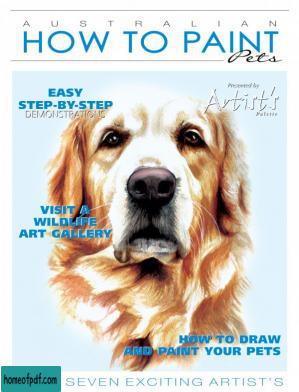 AUSTRALIAN
HOW TO PAINT
Pets
EASY
STEP-BY-STEP
DEMONSTRATIONS
Presented by
Artist's
Palette
VISIT A
WILDLIFE
ART GALLERY
HOW TO DRAW
AND PAINT YOUR PETS
homeofpdf.com
SEVEN EXCITING ARTIST'S